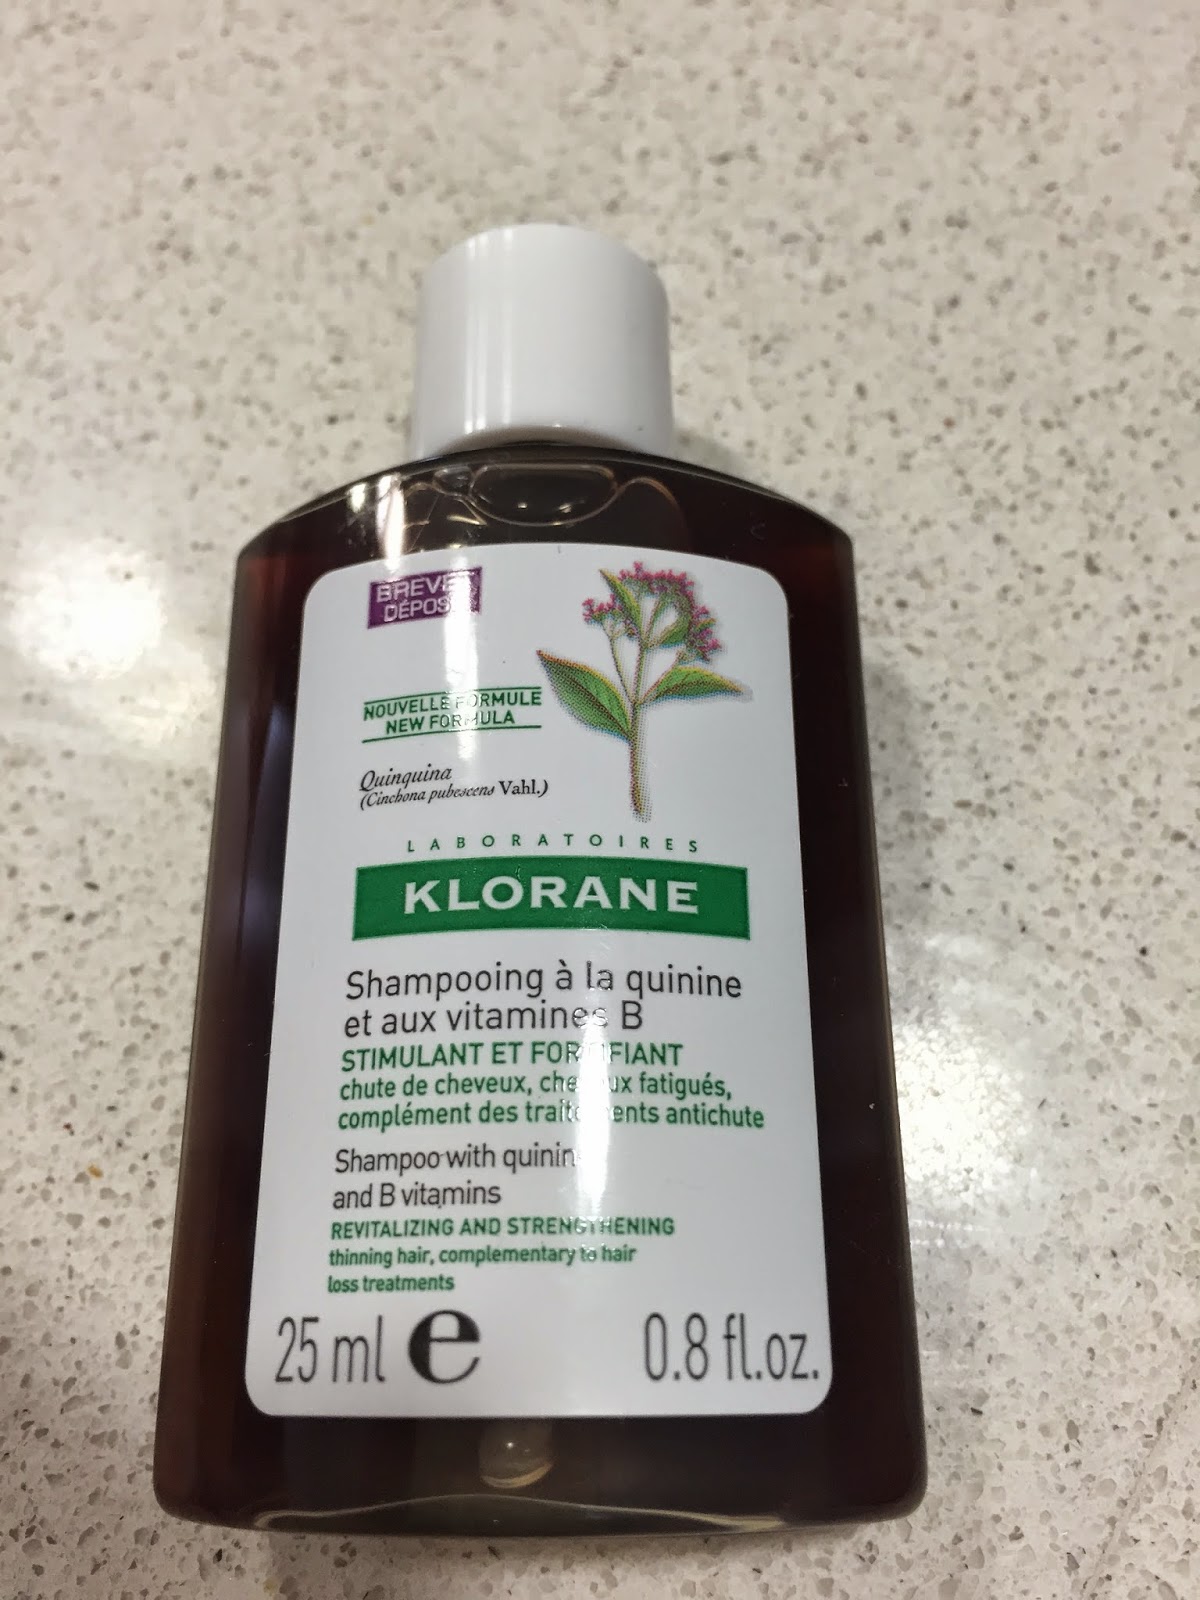 BREVET
DÉPOSÉ
NOUVELLE FORMULE
NEW FORMULA
Quinquina
(Cinchona pubescens Vahl.)
LABORATOIRES
KLORANE
Shampooing à la quinine
et aux vitamines B
STIMULANT ET FORTIFIANT
chute de cheveux, cheveux fatigués,
complément des traitements antichute
Shampoo with quinine
and B vitamins
REVITALIZING AND STRENGTHENING
thinning hair, complementary to hair
loss treatments
25 ml e 0.8 fl.oz.